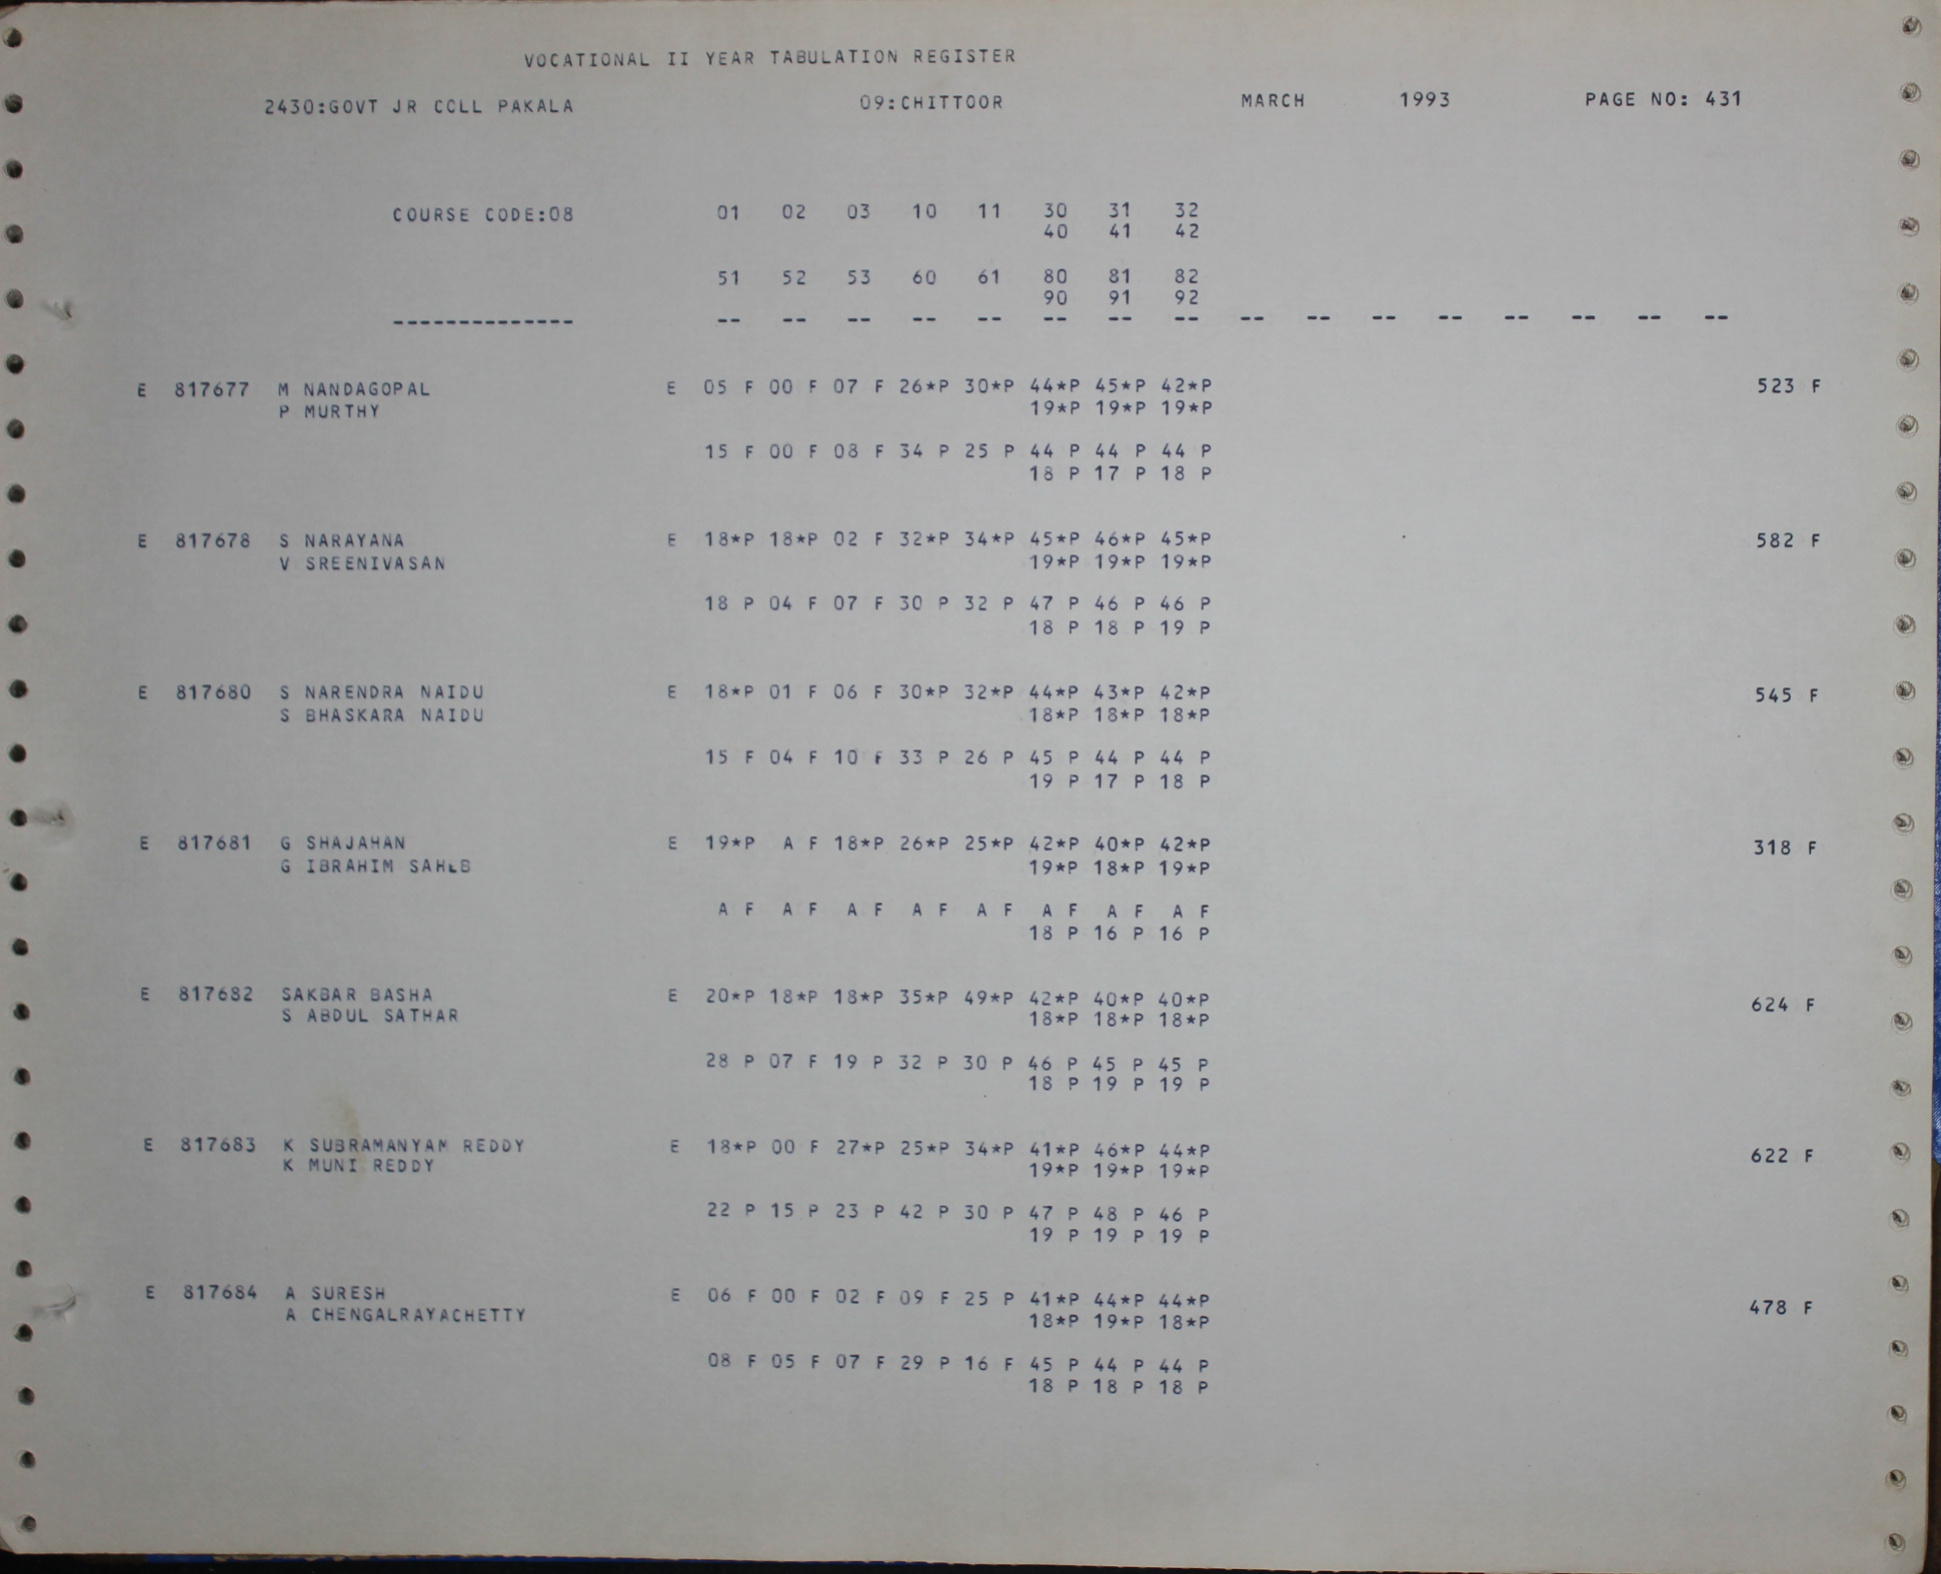 VOCATIONAL II YEAR TABULATION REGISTER
2430:GOVT JR CCLL PAKALA 09:CHITTOOR MARCH 1993 PAGE NO: 431
COURSE CODE:08 01 02 03 10 11 30 31 32
40 41 42
51 52 53 60 61 80 81 82
90 91 92
-------------- -- -- -- -- -- -- -- -- -- -- -- -- -- -- -- --
E 817677 M NANDAGOPAL E 05 F 00 F 07 F 26*P 30*P 44*P 45*P 42*P 523 F
P MURTHY 19*P 19*P 19*P
15 F 00 F 08 F 34 P 25 P 44 P 44 P 44 P
18 P 17 P 18 P
E 817678 S NARAYANA E 18*P 18*P 02 F 32*P 34*P 45*P 46*P 45*P 582 F
V SREENIVASAN 19*P 19*P 19*P
18 P 04 F 07 F 30 P 32 P 47 P 46 P 46 P
18 P 18 P 19 P
E 817680 S NARENDRA NAIDU E 18*P 01 F 06 F 30*P 32*P 44*P 43*P 42*P 545 F
S BHASKARA NAIDU 18*P 18*P 18*P
15 F 04 F 10 F 33 P 26 P 45 P 44 P 44 P
19 P 17 P 18 P
E 817681 G SHAJAHAN E 19*P A F 18*P 26*P 25*P 42*P 40*P 42*P 318 F
G IBRAHIM SAHEB 19*P 18*P 19*P
A F A F A F A F A F A F A F A F
18 P 16 P 16 P
E 817682 SAKBAR BASHA E 20*P 18*P 18*P 35*P 49*P 42*P 40*P 40*P 624 F
S ABDUL SATHAR 18*P 18*P 18*P
28 P 07 F 19 P 32 P 30 P 46 P 45 P 45 P
18 P 19 P 19 P
E 817683 K SUBRAMANYAM REDDY E 18*P 00 F 27*P 25*P 34*P 41*P 46*P 44*P 622 F
K MUNI REDDY 19*P 19*P 19*P
22 P 15 P 23 P 42 P 30 P 47 P 48 P 46 P
19 P 19 P 19 P
E 817684 A SURESH E 06 F 00 F 02 F 09 F 25 P 41*P 44*P 44*P 478 F
A CHENGALRAYACHETTY 18*P 19*P 18*P
08 F 05 F 07 F 29 P 16 F 45 P 44 P 44 P
18 P 18 P 18 P